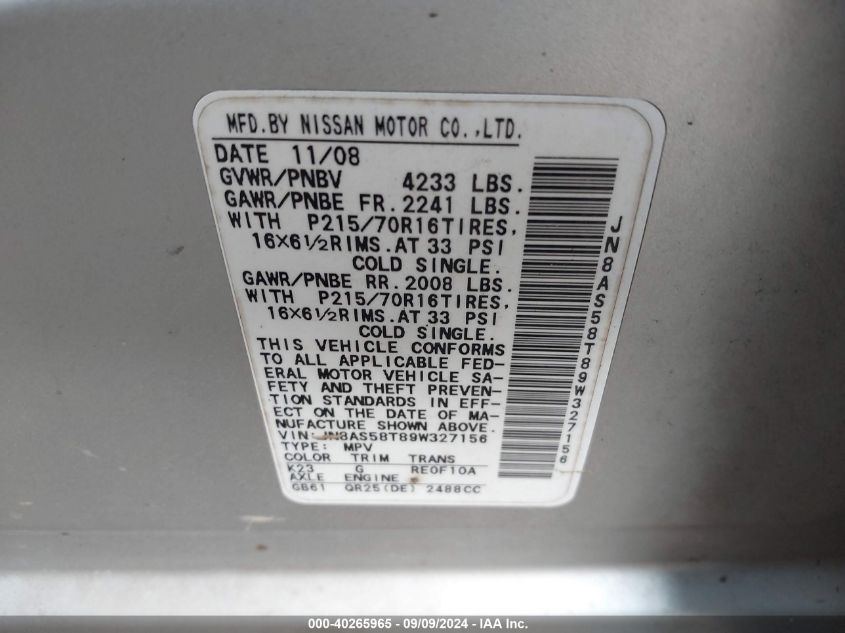 MFD.BY NISSAN MOTOR CO.,LTD.
DATE 11/08
GVWR/PNBV 4233 LBS.
GAWR/PNBE FR.2241 LBS.
WITH P215/70R16TIRES,
16X6½RIMS.AT 33 PSI
COLD SINGLE.
GAWR/PNBE RR.2008 LBS.
WITH P215/70R16TIRES,
16X6½RIMS.AT 33 PSI
COLD SINGLE.
THIS VEHICLE CONFORMS
TO ALL APPLICABLE FED-
ERAL MOTOR VEHICLE SA-
FETY AND THEFT PREVEN-
TION STANDARDS IN EFF-
ECT ON THE DATE OF MA-
NUFACTURE SHOWN ABOVE.
VIN:JN8AS58T89W327156
TYPE: MPV
COLOR TRIM TRANS
K23 G RE0F10A
AXLE ENGINE
GB61 QR25(DE) 2488CC
JN8AS58T89W327156
000-40265965 - 09/09/2024 - IAA Inc.